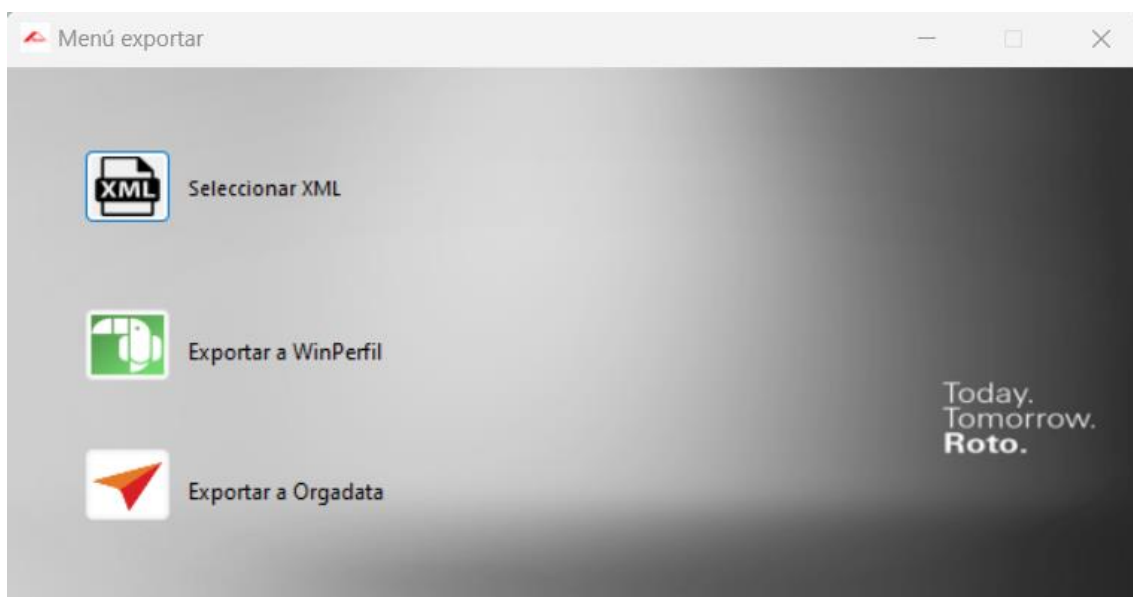 Menú exportar
XML
Seleccionar XML
Exportar a WinPerfil
Exportar a Orgadata
Today.
Tomorrow.
Roto.